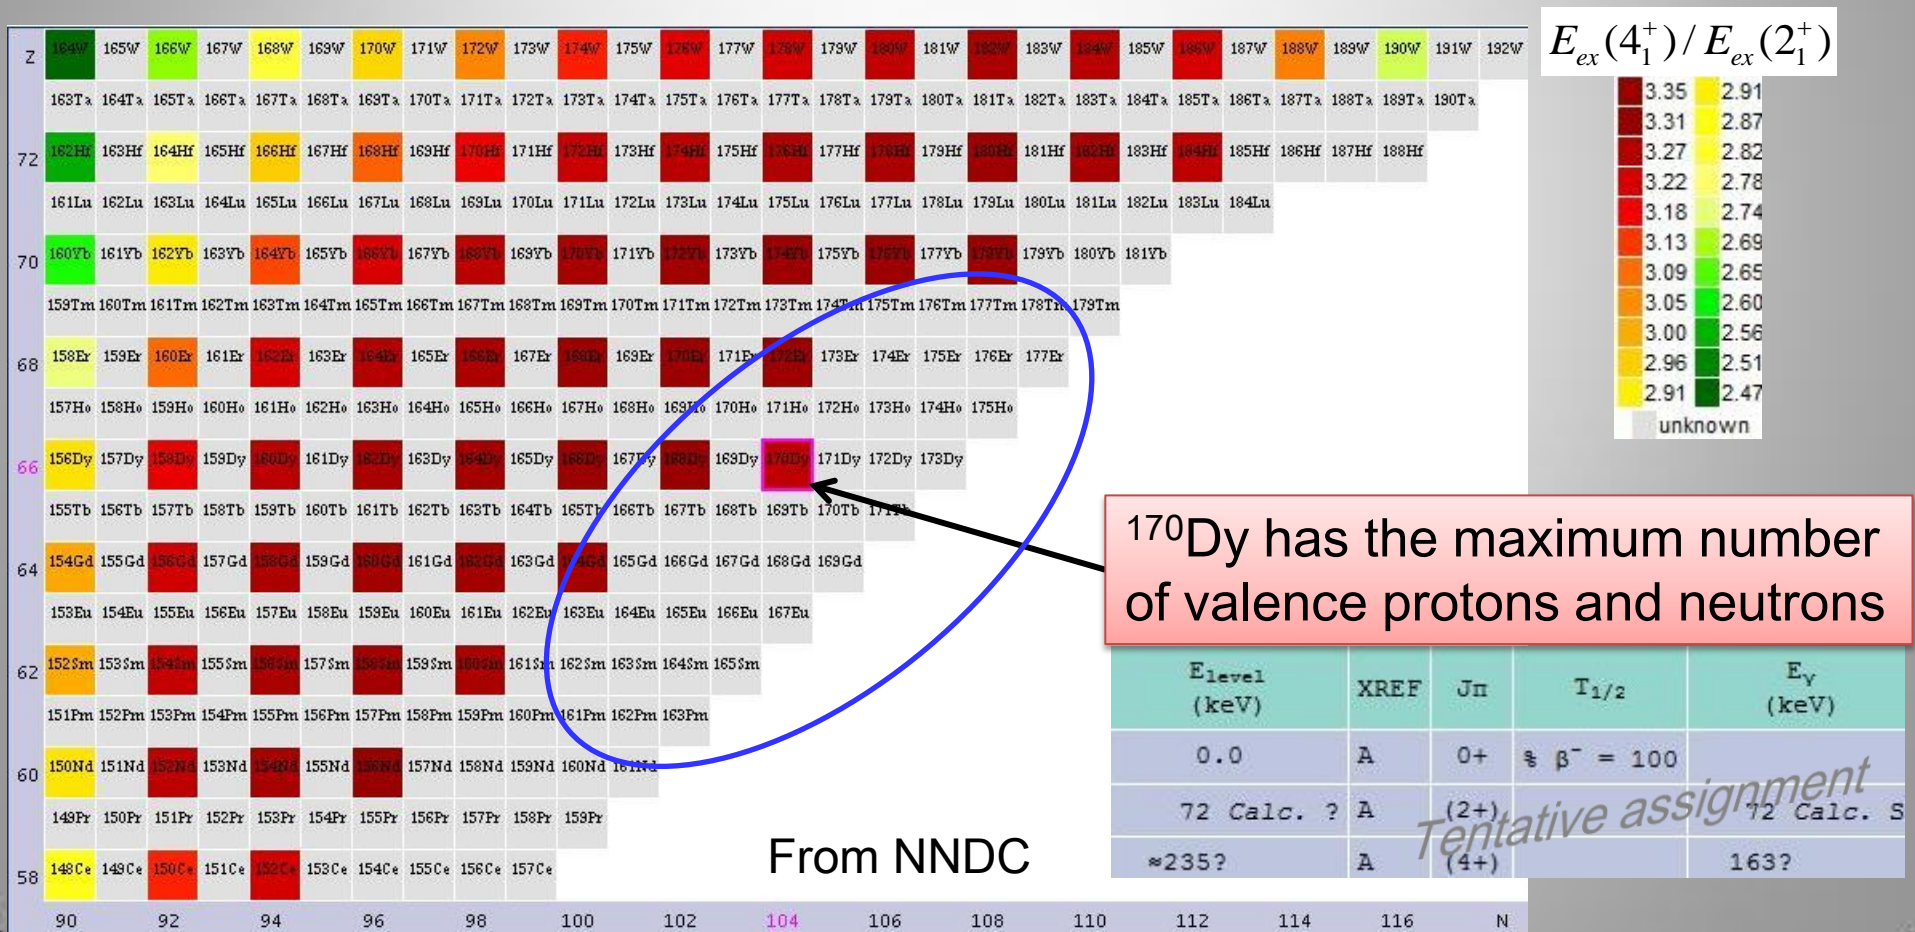 Z 164W 165W 166W 167W 168W 169W 170W 171W 172W 173W 174W 175W 176W 177W 178W 179W 180W 181W 182W 183W 184W 185W 186W 187W 188W 189W 190W 191W 192W
163Ta 164Ta 165Ta 166Ta 167Ta 168Ta 169Ta 170Ta 171Ta 172Ta 173Ta 174Ta 175Ta 176Ta 177Ta 178Ta 179Ta 180Ta 181Ta 182Ta 183Ta 184Ta 185Ta 186Ta 187Ta 188Ta 189Ta 190Ta
72 162Hf 163Hf 164Hf 165Hf 166Hf 167Hf 168Hf 169Hf 170Hf 171Hf 172Hf 173Hf 174Hf 175Hf 176Hf 177Hf 178Hf 179Hf 180Hf 181Hf 182Hf 183Hf 184Hf 185Hf 186Hf 187Hf 188Hf
161Lu 162Lu 163Lu 164Lu 165Lu 166Lu 167Lu 168Lu 169Lu 170Lu 171Lu 172Lu 173Lu 174Lu 175Lu 176Lu 177Lu 178Lu 179Lu 180Lu 181Lu 182Lu 183Lu 184Lu
70 160Yb 161Yb 162Yb 163Yb 164Yb 165Yb 166Yb 167Yb 168Yb 169Yb 170Yb 171Yb 172Yb 173Yb 174Yb 175Yb 176Yb 177Yb 178Yb 179Yb 180Yb 181Yb
159Tm 160Tm 161Tm 162Tm 163Tm 164Tm 165Tm 166Tm 167Tm 168Tm 169Tm 170Tm 171Tm 172Tm 173Tm 174Tm 175Tm 176Tm 177Tm 178Tm 179Tm
68 158Er 159Er 160Er 161Er 162Er 163Er 164Er 165Er 166Er 167Er 168Er 169Er 170Er 171Er 172Er 173Er 174Er 175Er 176Er 177Er
157Ho 158Ho 159Ho 160Ho 161Ho 162Ho 163Ho 164Ho 165Ho 166Ho 167Ho 168Ho 169Ho 170Ho 171Ho 172Ho 173Ho 174Ho 175Ho
66 156Dy 157Dy 158Dy 159Dy 160Dy 161Dy 162Dy 163Dy 164Dy 165Dy 166Dy 167Dy 168Dy 169Dy 170Dy 171Dy 172Dy 173Dy
155Tb 156Tb 157Tb 158Tb 159Tb 160Tb 161Tb 162Tb 163Tb 164Tb 165Tb 166Tb 167Tb 168Tb 169Tb 170Tb 171Tb
64 154Gd 155Gd 156Gd 157Gd 158Gd 159Gd 160Gd 161Gd 162Gd 163Gd 164Gd 165Gd 166Gd 167Gd 168Gd 169Gd
153Eu 154Eu 155Eu 156Eu 157Eu 158Eu 159Eu 160Eu 161Eu 162Eu 163Eu 164Eu 165Eu 166Eu 167Eu
62 152Sm 153Sm 154Sm 155Sm 156Sm 157Sm 158Sm 159Sm 160Sm 161Sm 162Sm 163Sm 164Sm 165Sm
151Pm 152Pm 153Pm 154Pm 155Pm 156Pm 157Pm 158Pm 159Pm 160Pm 161Pm 162Pm 163Pm
60 150Nd 151Nd 152Nd 153Nd 154Nd 155Nd 156Nd 157Nd 158Nd 159Nd 160Nd 161Nd
149Pr 150Pr 151Pr 152Pr 153Pr 154Pr 155Pr 156Pr 157Pr 158Pr 159Pr
58 148Ce 149Ce 150Ce 151Ce 152Ce 153Ce 154Ce 155Ce 156Ce 157Ce
90 92 94 96 98 100 102 104 106 108 110 112 114 116 N
From NNDC
E_ex(4₁⁺) / E_ex(2₁⁺)
3.35 2.91
3.31 2.87
3.27 2.82
3.22 2.78
3.18 2.74
3.13 2.69
3.09 2.65
3.05 2.60
3.00 2.56
2.96 2.51
2.91 2.47
unknown
¹⁷⁰Dy has the maximum number
of valence protons and neutrons
E_level XREF Jπ T₁/₂ E_γ
(keV) (keV)
0.0 A 0+ % β⁻ = 100
72 Calc. ? A (2+) 72 Calc. S
≈235? A (4+) 163?
Tentative assignment